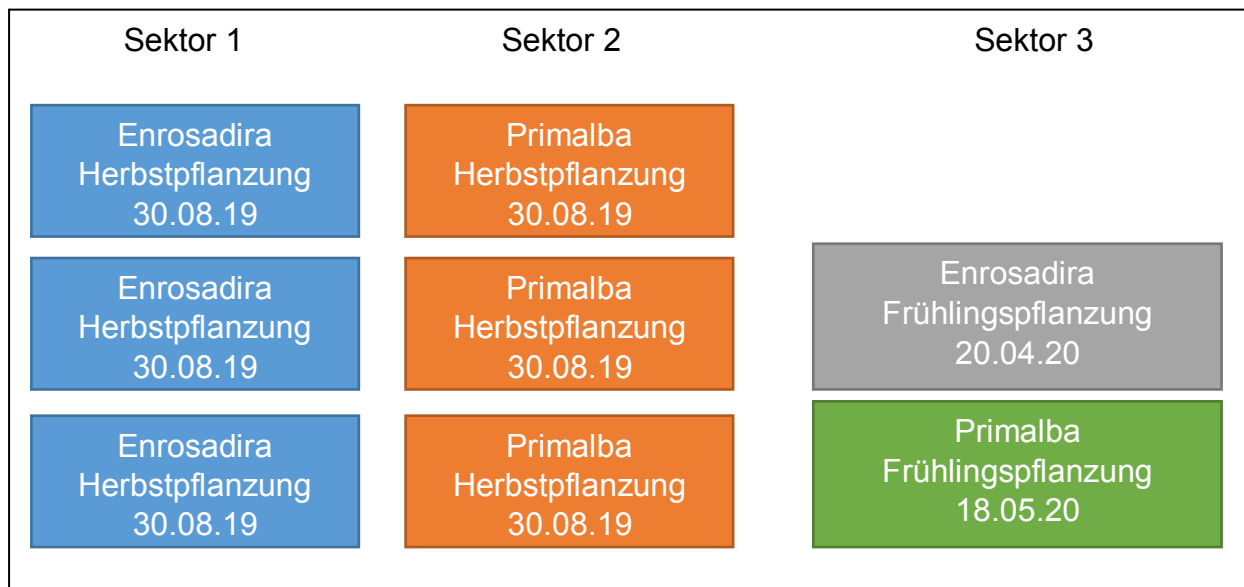 Sektor 1
Sektor 2
Sektor 3
Enrosadira
Herbstpflanzung
30.08.19
Primalba
Herbstpflanzung
30.08.19
Enrosadira
Herbstpflanzung
30.08.19
Primalba
Herbstpflanzung
30.08.19
Enrosadira
Frühlingspflanzung
20.04.20
Enrosadira
Herbstpflanzung
30.08.19
Primalba
Herbstpflanzung
30.08.19
Primalba
Frühlingspflanzung
18.05.20